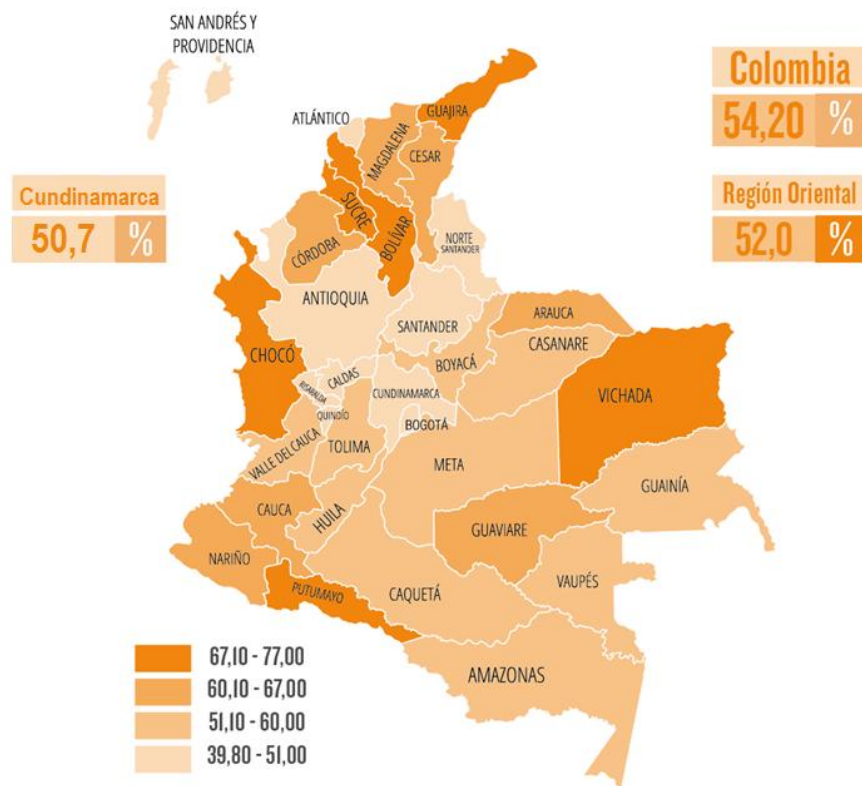 SAN ANDRÉS Y
PROVIDENCIA
Colombia
54,20 %
ATLÁNTICO
GUAJIRA
MAGDALENA
CESAR
Cundinamarca
50,7 %
Región Oriental
52,0 %
SUCRE
BOLÍVAR
CÓRDOBA
NORTE
SANTANDER
ANTIOQUIA
SANTANDER
ARAUCA
CASANARE
CHOCÓ
BOYACÁ
CALDAS
RISARALDA
CUNDINAMARCA
VICHADA
QUINDÍO
BOGOTÁ
VALLE DEL CAUCA
TOLIMA
META
GUAINÍA
CAUCA
HUILA
GUAVIARE
NARIÑO
VAUPÉS
PUTUMAYO
CAQUETÁ
AMAZONAS
67,10 - 77,00
60,10 - 67,00
51,10 - 60,00
39,80 - 51,00